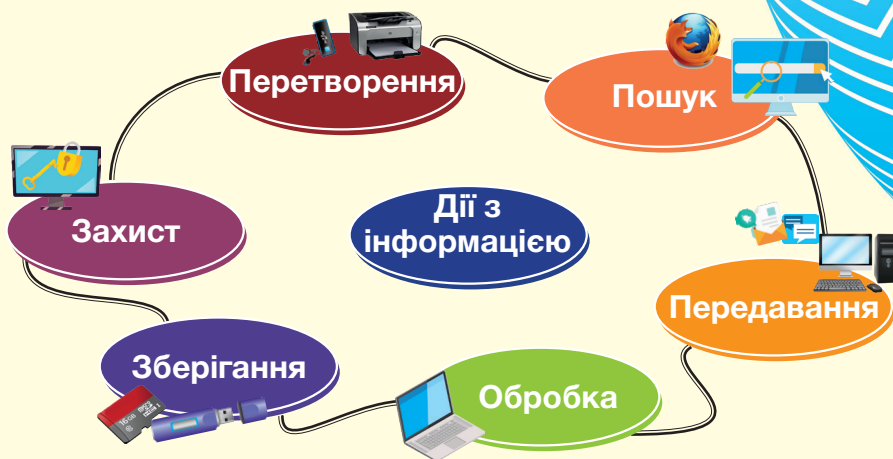 Перетворення
Пошук
Захист
Дії з
інформацією
Передавання
Зберігання
Обробка